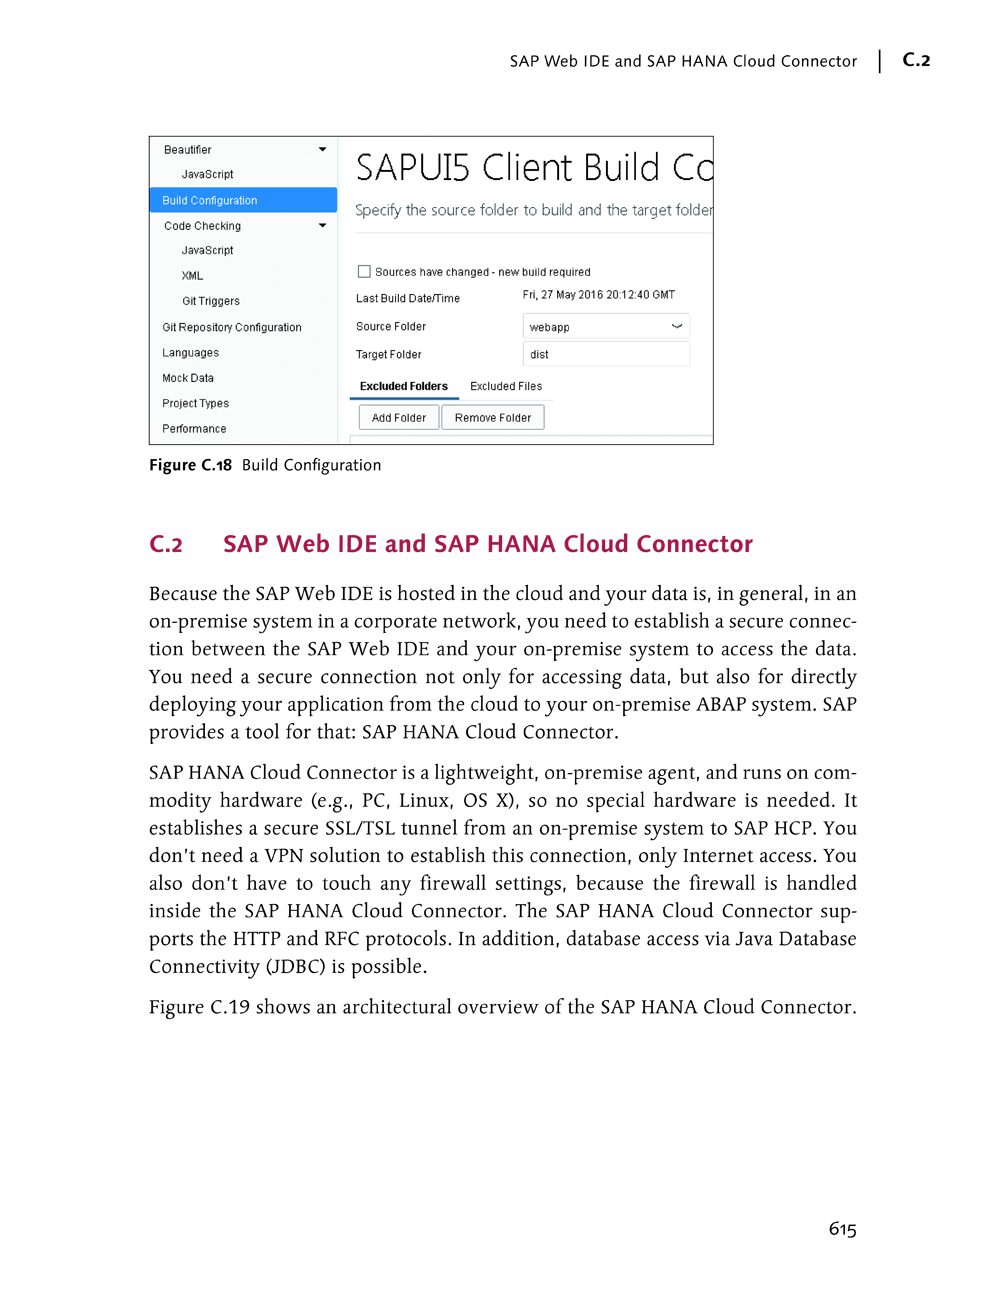 SAP Web IDE and SAP HANA Cloud Connector | C.2
Beautifier
JavaScript
Build Configuration
Code Checking
JavaScript
XML
Git Triggers
Git Repository Configuration
Languages
Mock Data
Project Types
Performance
SAPUI5 Client Build Co
Specify the source folder to build and the target folder
Sources have changed - new build required
Last Build Date/Time Fri, 27 May 2016 20:12:40 GMT
Source Folder webapp
Target Folder dist
Excluded Folders Excluded Files
Add Folder Remove Folder
Figure C.18 Build Configuration
C.2 SAP Web IDE and SAP HANA Cloud Connector
Because the SAP Web IDE is hosted in the cloud and your data is, in general, in an
on-premise system in a corporate network, you need to establish a secure connec-
tion between the SAP Web IDE and your on-premise system to access the data.
You need a secure connection not only for accessing data, but also for directly
deploying your application from the cloud to your on-premise ABAP system. SAP
provides a tool for that: SAP HANA Cloud Connector.
SAP HANA Cloud Connector is a lightweight, on-premise agent, and runs on com-
modity hardware (e.g., PC, Linux, OS X), so no special hardware is needed. It
establishes a secure SSL/TSL tunnel from an on-premise system to SAP HCP. You
don't need a VPN solution to establish this connection, only Internet access. You
also don't have to touch any firewall settings, because the firewall is handled
inside the SAP HANA Cloud Connector. The SAP HANA Cloud Connector sup-
ports the HTTP and RFC protocols. In addition, database access via Java Database
Connectivity (JDBC) is possible.
Figure C.19 shows an architectural overview of the SAP HANA Cloud Connector.
615